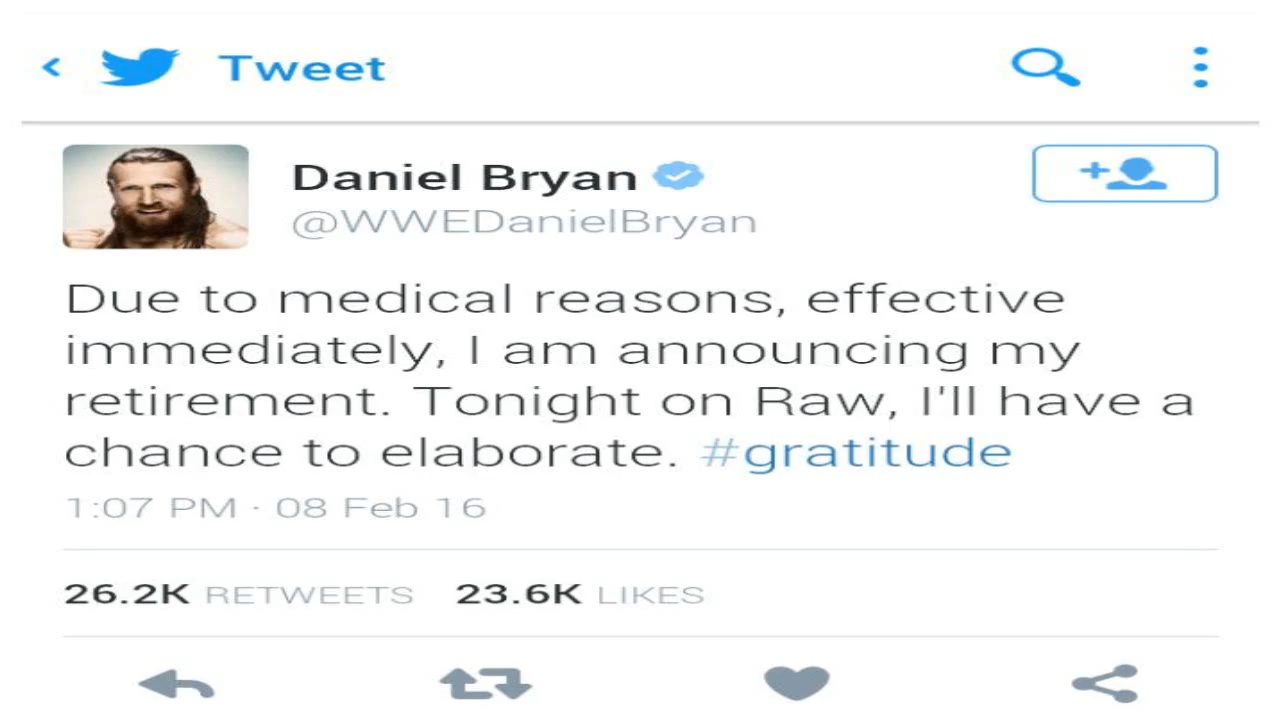 Tweet
Daniel Bryan
@WWEDanielBryan
Due to medical reasons, effective
immediately, I am announcing my
retirement. Tonight on Raw, I'll have a
chance to elaborate. #gratitude
1:07 PM · 08 Feb 16
26.2K RETWEETS 23.6K LIKES